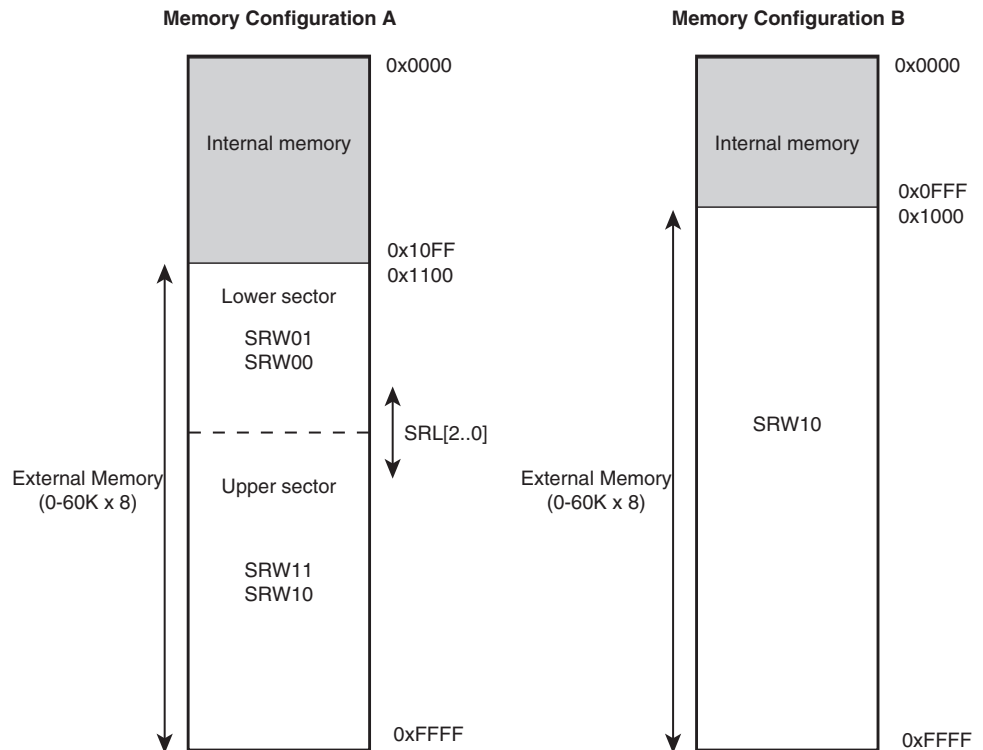 Memory Configuration A
0x0000
Internal memory
0x10FF
0x1100
Lower sector
SRW01
SRW00
SRL[2..0]
External Memory
(0-60K x 8)
Upper sector
SRW11
SRW10
0xFFFF
Memory Configuration B
0x0000
Internal memory
0x0FFF
0x1000
SRW10
External Memory
(0-60K x 8)
0xFFFF